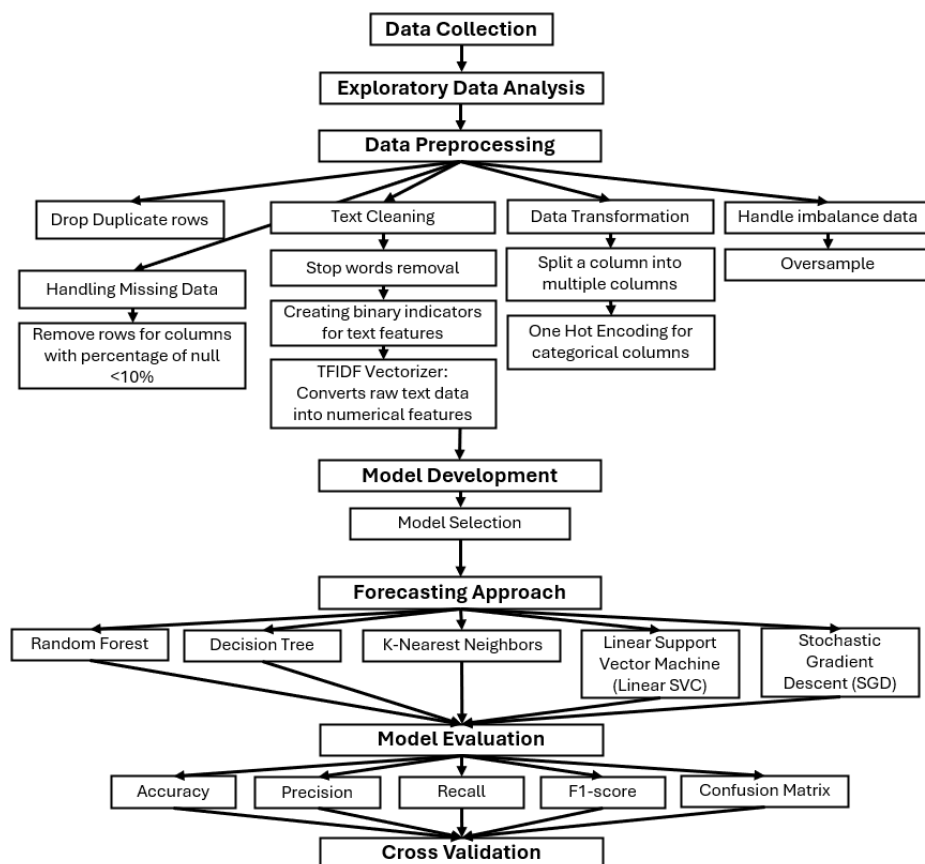 Data Collection
Exploratory Data Analysis
Data Preprocessing
Drop Duplicate rows
Text Cleaning
Data Transformation
Handle imbalance data
Handling Missing Data
Stop words removal
Split a column into
multiple columns
Oversample
Remove rows for columns
with percentage of null
<10%
Creating binary indicators
for text features
One Hot Encoding for
categorical columns
TFIDF Vectorizer:
Converts raw text data
into numerical features
Model Development
Model Selection
Forecasting Approach
Random Forest
Decision Tree
K-Nearest Neighbors
Linear Support
Vector Machine
(Linear SVC)
Stochastic
Gradient
Descent (SGD)
Model Evaluation
Accuracy
Precision
Recall
F1-score
Confusion Matrix
Cross Validation